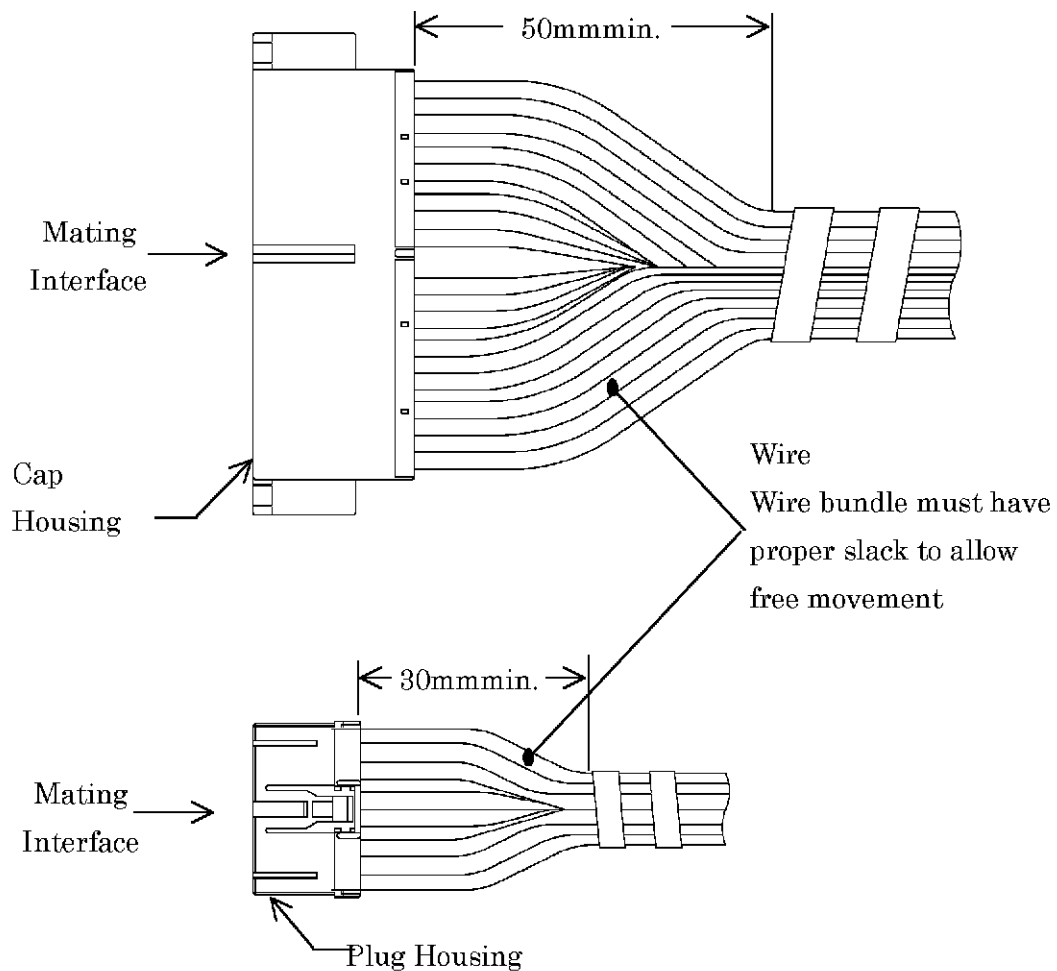 50mmmin.
Mating
Interface
Cap
Housing
Wire
Wire bundle must have
proper slack to allow
free movement
30mmmin.
Mating
Interface
Plug Housing